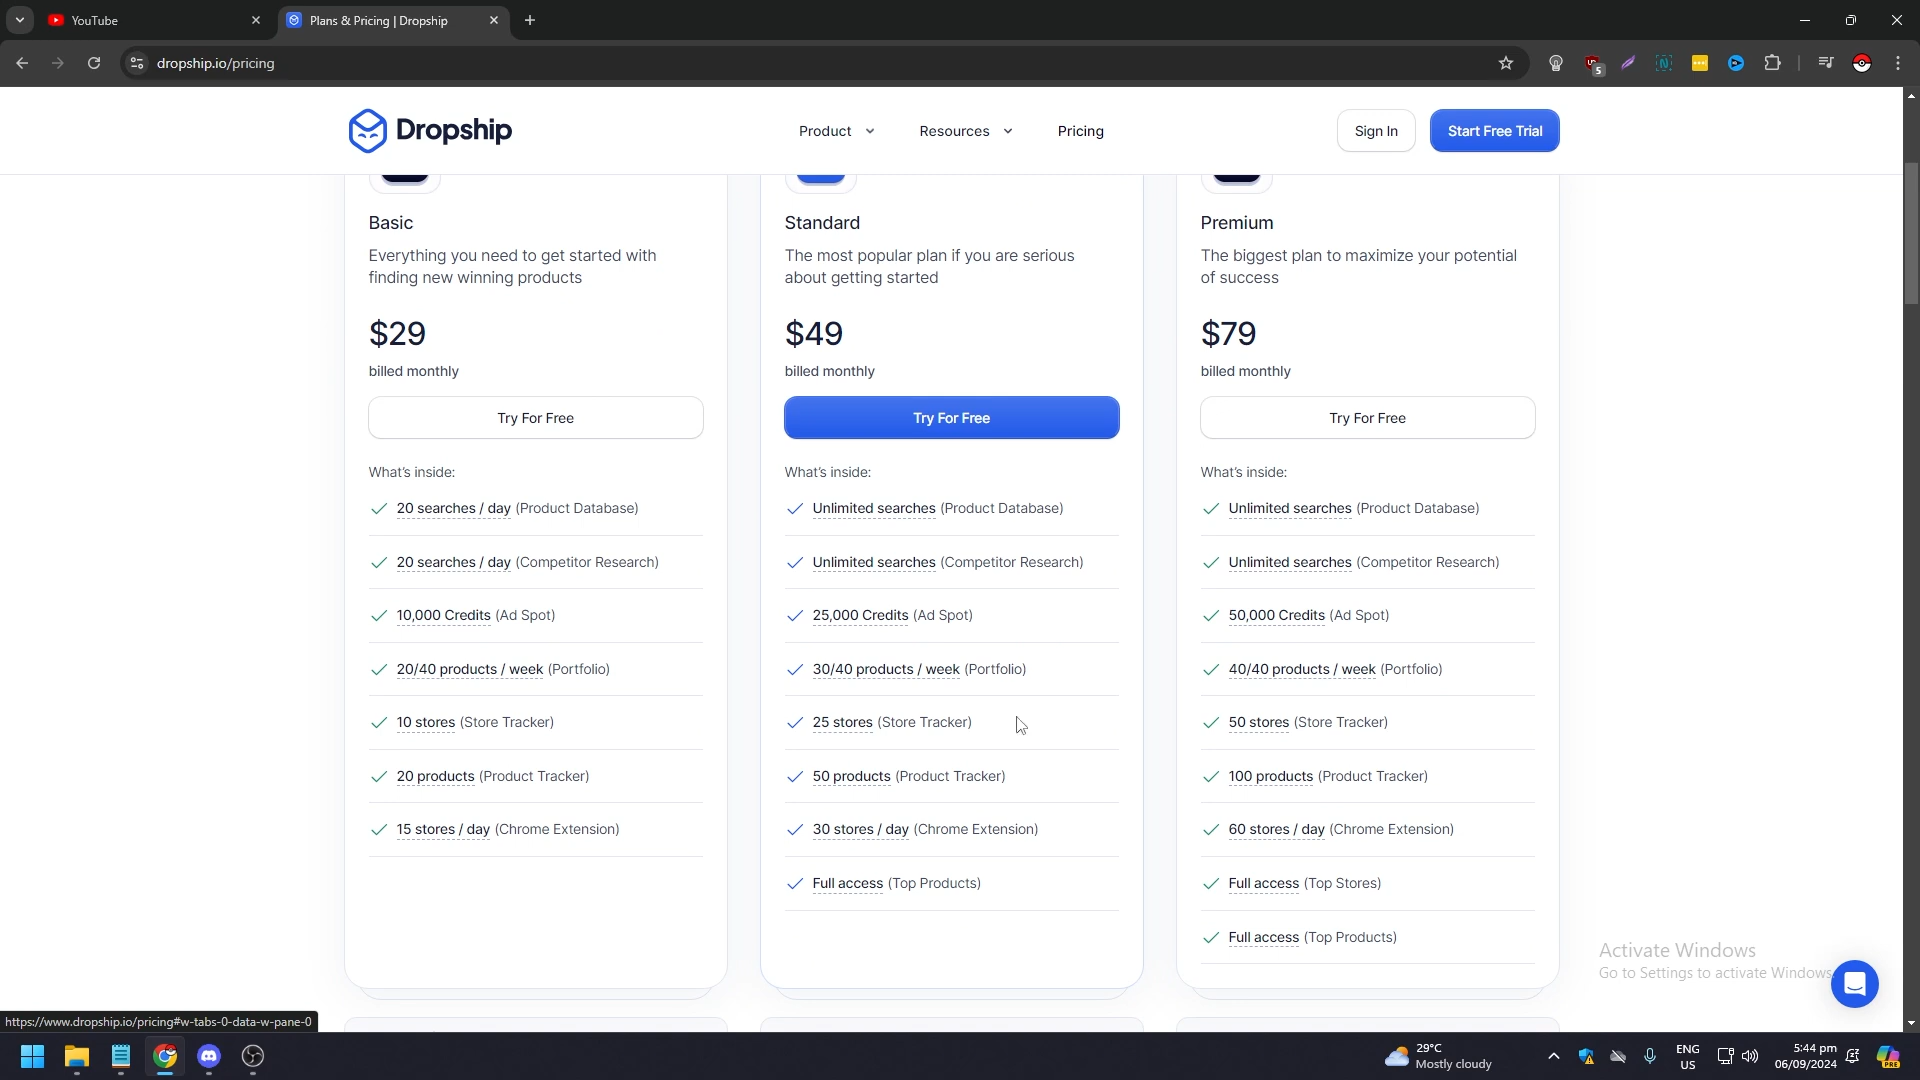 YouTube
Plans & Pricing | Dropship
dropship.io/pricing
5
Dropship
Product
Resources
Pricing
Sign In
Start Free Trial
Basic
Everything you need to get started with
finding new winning products
$29
billed monthly
Try For Free
What's inside:
20 searches / day (Product Database)
20 searches / day (Competitor Research)
10,000 Credits (Ad Spot)
20/40 products / week (Portfolio)
10 stores (Store Tracker)
20 products (Product Tracker)
15 stores / day (Chrome Extension)
Standard
The most popular plan if you are serious
about getting started
$49
billed monthly
Try For Free
What's inside:
Unlimited searches (Product Database)
Unlimited searches (Competitor Research)
25,000 Credits (Ad Spot)
30/40 products / week (Portfolio)
25 stores (Store Tracker)
50 products (Product Tracker)
30 stores / day (Chrome Extension)
Full access (Top Products)
Premium
The biggest plan to maximize your potential
of success
$79
billed monthly
Try For Free
What's inside:
Unlimited searches (Product Database)
Unlimited searches (Competitor Research)
50,000 Credits (Ad Spot)
40/40 products / week (Portfolio)
50 stores (Store Tracker)
100 products (Product Tracker)
60 stores / day (Chrome Extension)
Full access (Top Stores)
Full access (Top Products)
Activate Windows
Go to Settings to activate Windows
https://www.dropship.io/pricing#w-tabs-0-data-w-pane-0
29°C
Mostly cloudy
ENG
US
5:44 pm
06/09/2024
PRE